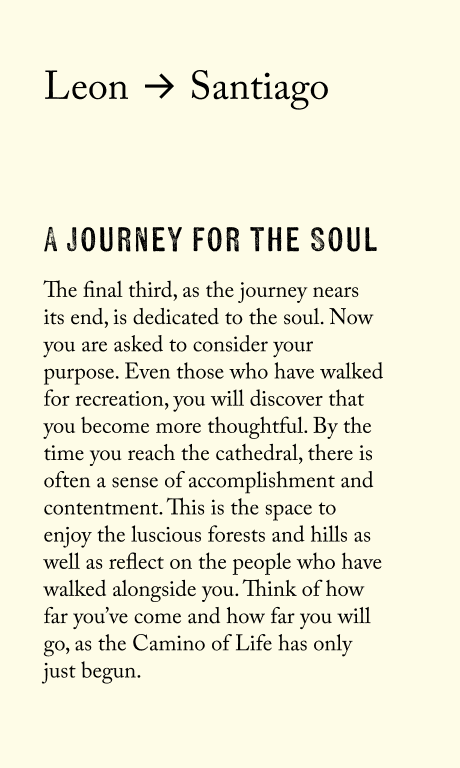 Leon → Santiago
A JOURNEY FOR THE SOUL
The final third, as the journey nears
its end, is dedicated to the soul. Now
you are asked to consider your
purpose. Even those who have walked
for recreation, you will discover that
you become more thoughtful. By the
time you reach the cathedral, there is
often a sense of accomplishment and
contentment. This is the space to
enjoy the luscious forests and hills as
well as reflect on the people who have
walked alongside you. Think of how
far you’ve come and how far you will
go, as the Camino of Life has only
just begun.